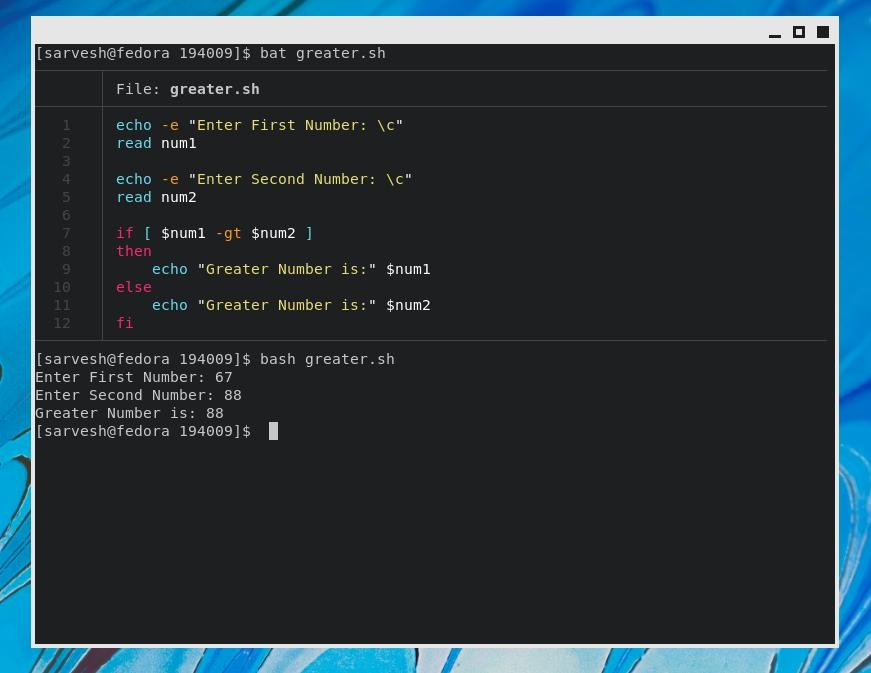 [sarvesh@fedora 194009]$ bat greater.sh
File: greater.sh
1 echo -e "Enter First Number: \c"
2 read num1
3
4 echo -e "Enter Second Number: \c"
5 read num2
6
7 if [ $num1 -gt $num2 ]
8 then
9 echo "Greater Number is:" $num1
10 else
11 echo "Greater Number is:" $num2
12 fi
[sarvesh@fedora 194009]$ bash greater.sh
Enter First Number: 67
Enter Second Number: 88
Greater Number is: 88
[sarvesh@fedora 194009]$